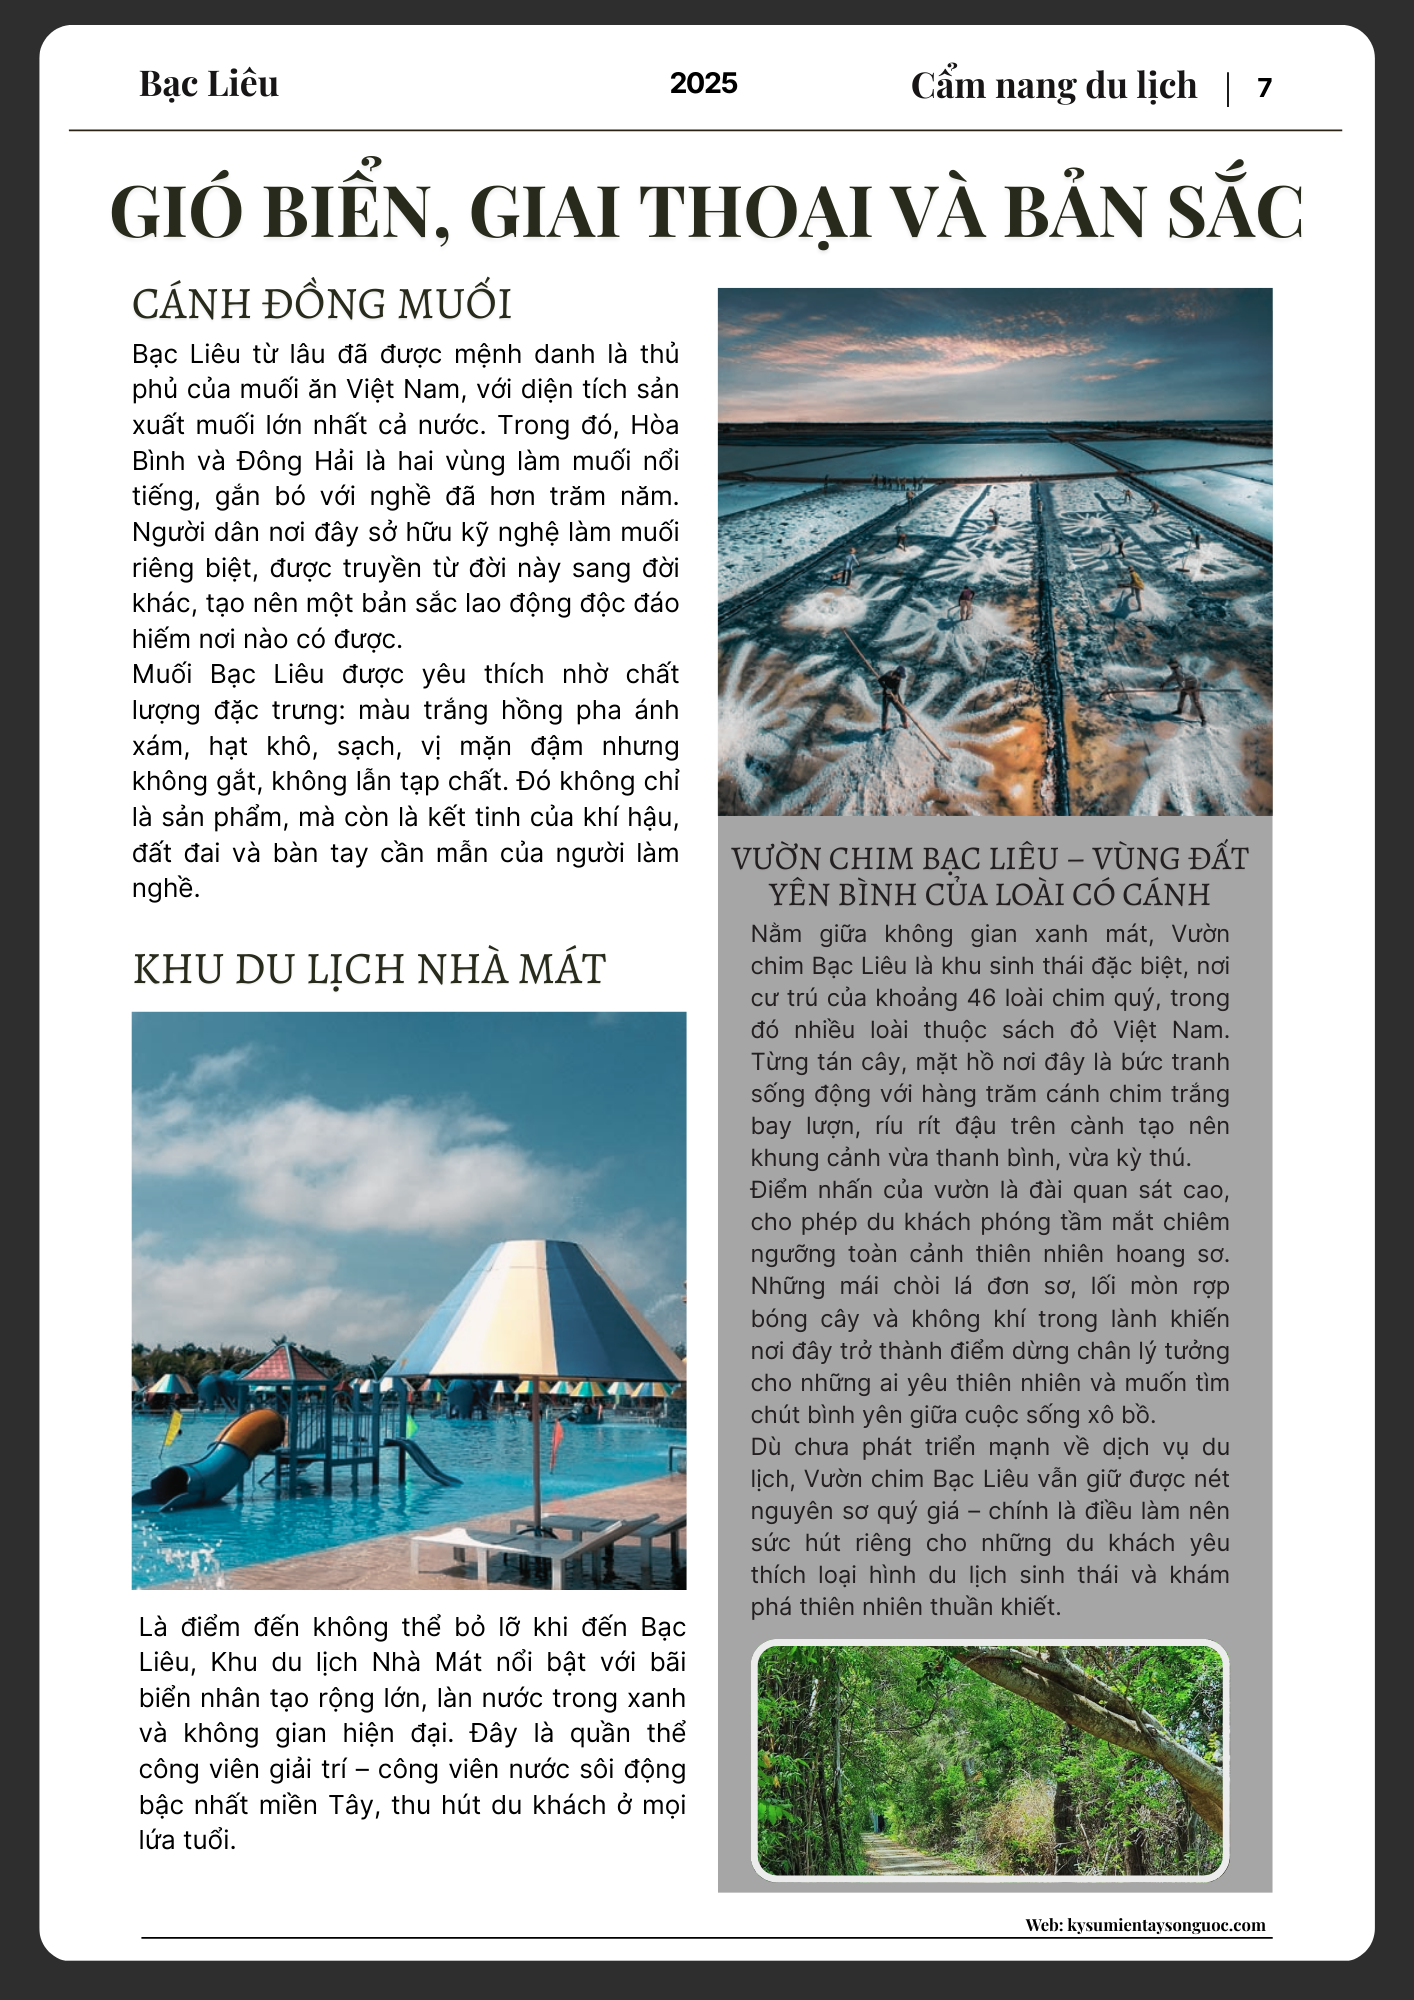 Bạc Liêu
2025
Cẩm nang du lịch | 7
GIÓ BIỂN, GIAI THOẠI VÀ BẢN SẮC
CÁNH ĐỒNG MUỐI
Bạc Liêu từ lâu đã được mệnh danh là thủ
phủ của muối ăn Việt Nam, với diện tích sản
xuất muối lớn nhất cả nước. Trong đó, Hòa
Bình và Đông Hải là hai vùng làm muối nổi
tiếng, gắn bó với nghề đã hơn trăm năm.
Người dân nơi đây sở hữu kỹ nghệ làm muối
riêng biệt, được truyền từ đời này sang đời
khác, tạo nên một bản sắc lao động độc đáo
hiếm nơi nào có được.
Muối Bạc Liêu được yêu thích nhờ chất
lượng đặc trưng: màu trắng hồng pha ánh
xám, hạt khô, sạch, vị mặn đậm nhưng
không gắt, không lẫn tạp chất. Đó không chỉ
là sản phẩm, mà còn là kết tinh của khí hậu,
đất đai và bàn tay cần mẫn của người làm
nghề.
KHU DU LỊCH NHÀ MÁT
Là điểm đến không thể bỏ lỡ khi đến Bạc
Liêu, Khu du lịch Nhà Mát nổi bật với bãi
biển nhân tạo rộng lớn, làn nước trong xanh
và không gian hiện đại. Đây là quần thể
công viên giải trí – công viên nước sôi động
bậc nhất miền Tây, thu hút du khách ở mọi
lứa tuổi.
VƯỜN CHIM BẠC LIÊU – VÙNG ĐẤT
YÊN BÌNH CỦA LOÀI CÓ CÁNH
Nằm giữa không gian xanh mát, Vườn
chim Bạc Liêu là khu sinh thái đặc biệt, nơi
cư trú của khoảng 46 loài chim quý, trong
đó nhiều loài thuộc sách đỏ Việt Nam.
Từng tán cây, mặt hồ nơi đây là bức tranh
sống động với hàng trăm cánh chim trắng
bay lượn, ríu rít đậu trên cành tạo nên
khung cảnh vừa thanh bình, vừa kỳ thú.
Điểm nhấn của vườn là đài quan sát cao,
cho phép du khách phóng tầm mắt chiêm
ngưỡng toàn cảnh thiên nhiên hoang sơ.
Những mái chòi lá đơn sơ, lối mòn rợp
bóng cây và không khí trong lành khiến
nơi đây trở thành điểm dừng chân lý tưởng
cho những ai yêu thiên nhiên và muốn tìm
chút bình yên giữa cuộc sống xô bồ.
Dù chưa phát triển mạnh về dịch vụ du
lịch, Vườn chim Bạc Liêu vẫn giữ được nét
nguyên sơ quý giá – chính là điều làm nên
sức hút riêng cho những du khách yêu
thích loại hình du lịch sinh thái và khám
phá thiên nhiên thuần khiết.
Web: kysumientaysonguoc.com